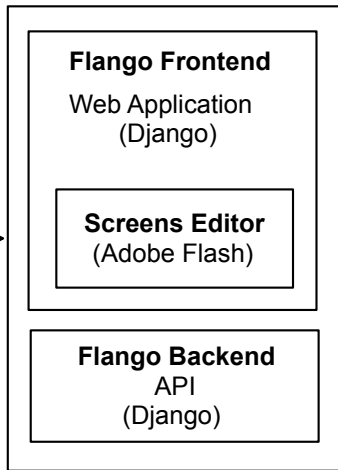 Flango Frontend
Web Application
(Django)
Screens Editor
(Adobe Flash)
Flango Backend
API
(Django)